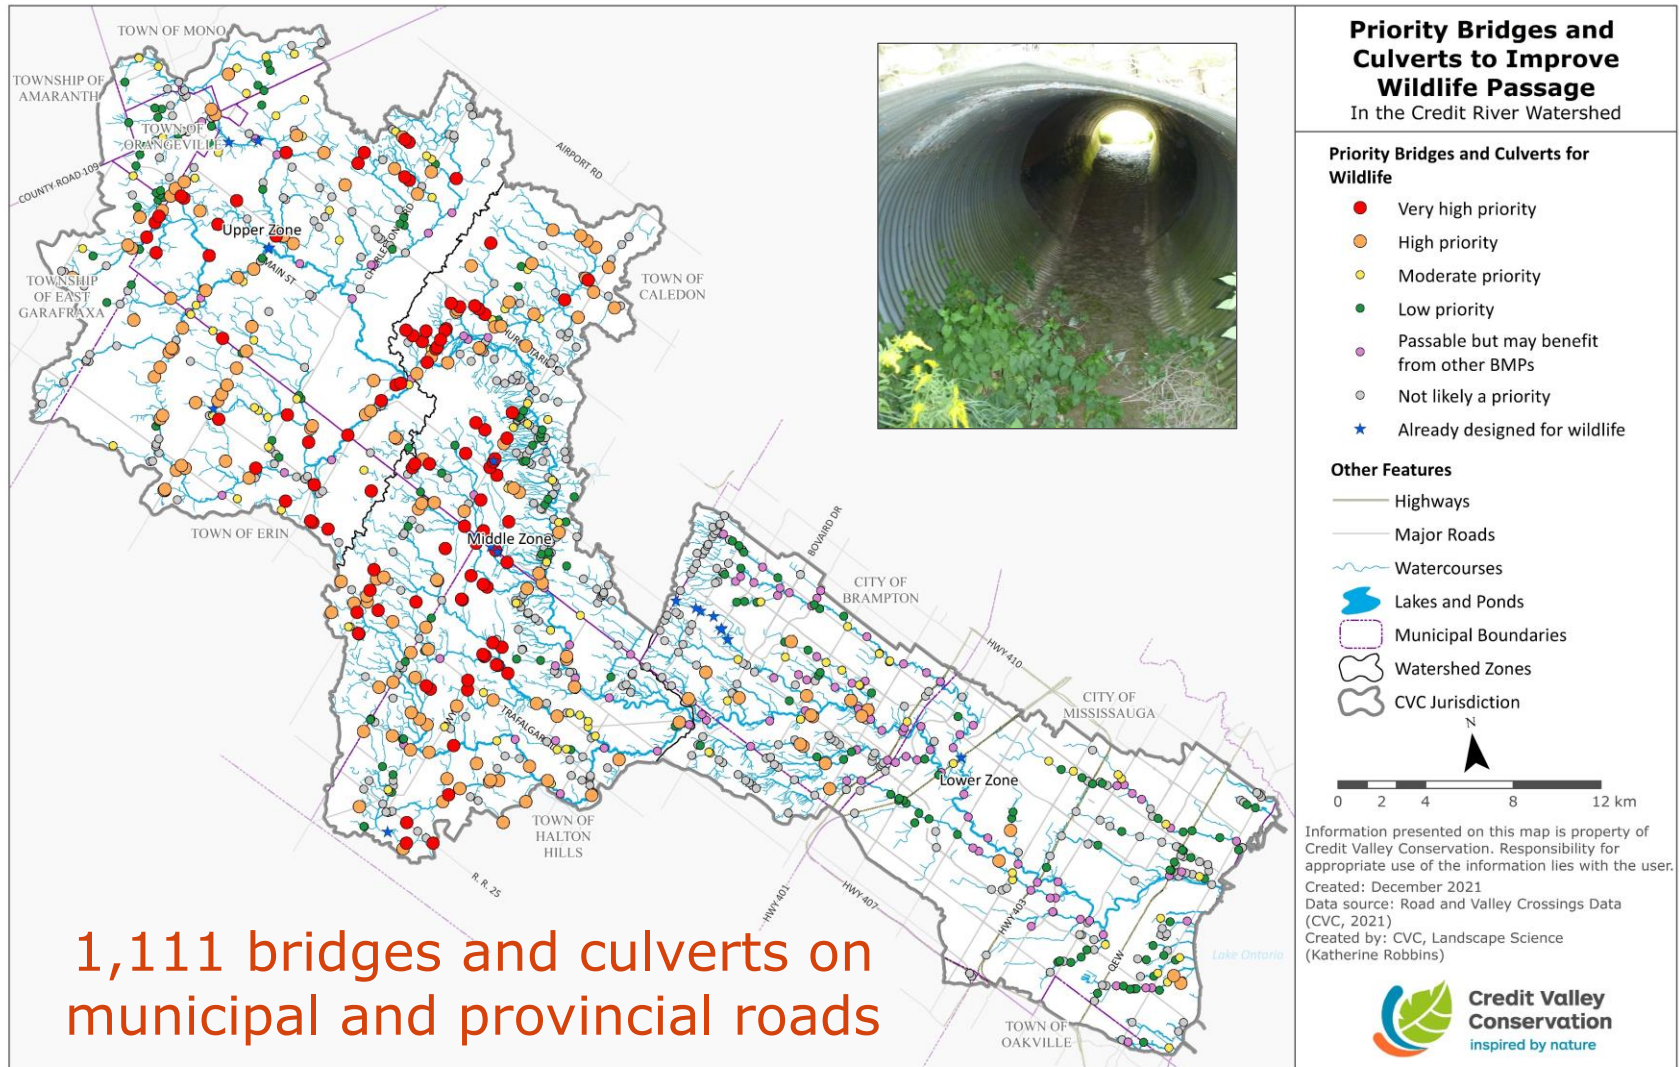 TOWN OF MONO
TOWNSHIP OF
AMARANTH
TOWN OF
ORANGEVILLE
COUNTY ROAD 109
AIRPORT RD
Upper Zone
MAIN ST
TOWNSHIP
OF EAST
GARAFRAXA
TOWN OF
CALEDON
TOWN OF ERIN
Middle Zone
BOVAIRD DR
CITY OF
BRAMPTON
HWY 410
CITY OF
MISSISSAUGA
TRAFALGAR
Lower Zone
TOWN OF
HALTON
HILLS
R. R. 25
HWY 401
HWY 407
HWY 403
QEW
Lake Ontario
TOWN OF
OAKVILLE
1,111 bridges and culverts on
municipal and provincial roads
Priority Bridges and
Culverts to Improve
Wildlife Passage
In the Credit River Watershed
Priority Bridges and Culverts for
Wildlife
Very high priority
High priority
Moderate priority
Low priority
Passable but may benefit
from other BMPs
Not likely a priority
Already designed for wildlife
Other Features
Highways
Major Roads
Watercourses
Lakes and Ponds
Municipal Boundaries
Watershed Zones
CVC Jurisdiction
N
0 2 4 8 12 km
Information presented on this map is property of
Credit Valley Conservation. Responsibility for
appropriate use of the information lies with the user.
Created: December 2021
Data source: Road and Valley Crossings Data
(CVC, 2021)
Created by: CVC, Landscape Science
(Katherine Robbins)
Credit Valley
Conservation
inspired by nature